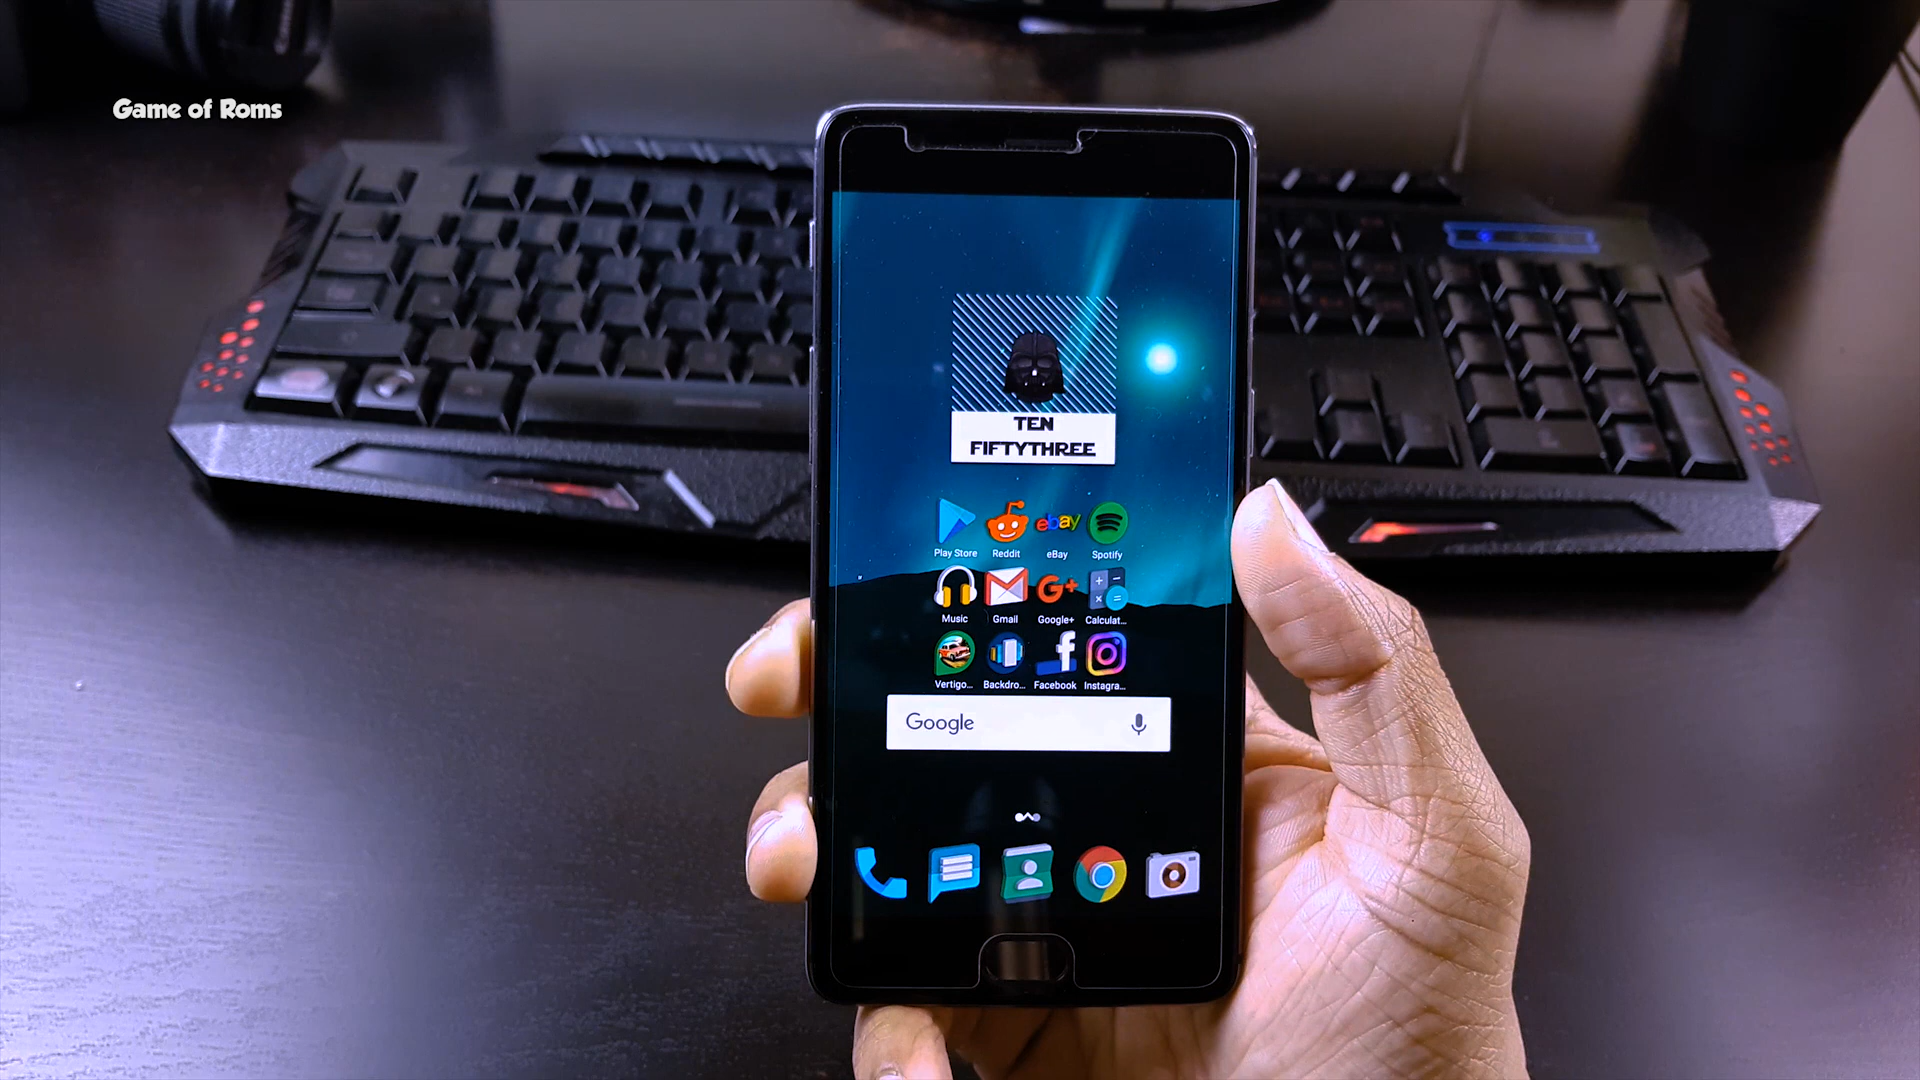 Game of Roms
TEN
FIFTYTHREE
Play Store
Reddit
ebay
eBay
Spotify
Music
Gmail
G+
Google+
Calculat...
Vertigo...
Backdro...
Facebook
Instagra...
Google